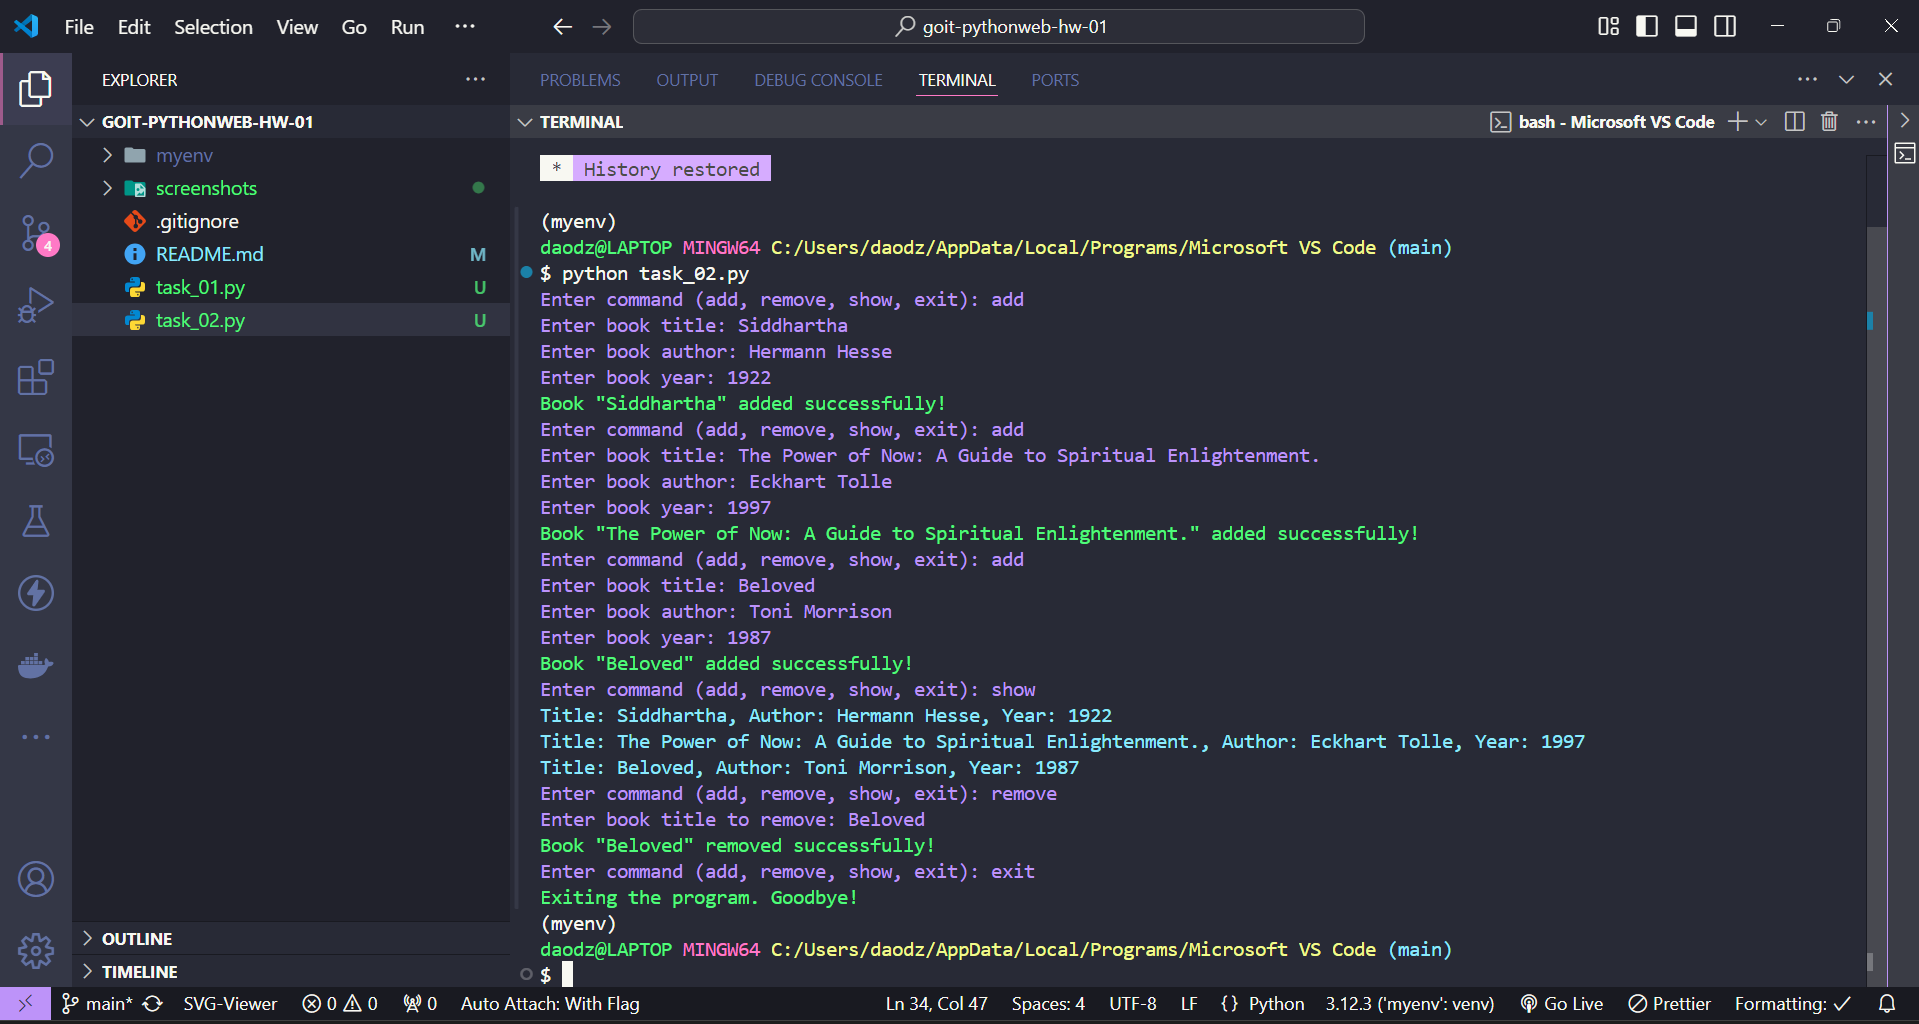 File Edit Selection View Go Run ···
goit-pythonweb-hw-01
EXPLORER
GOIT-PYTHONWEB-HW-01
myenv
screenshots
.gitignore
README.md M
task_01.py U
task_02.py U
OUTLINE
TIMELINE
4
PROBLEMS OUTPUT DEBUG CONSOLE TERMINAL PORTS
TERMINAL
bash - Microsoft VS Code
* History restored
(myenv)
daodz@LAPTOP MINGW64 C:/Users/daodz/AppData/Local/Programs/Microsoft VS Code (main)
$ python task_02.py
Enter command (add, remove, show, exit): add
Enter book title: Siddhartha
Enter book author: Hermann Hesse
Enter book year: 1922
Book "Siddhartha" added successfully!
Enter command (add, remove, show, exit): add
Enter book title: The Power of Now: A Guide to Spiritual Enlightenment.
Enter book author: Eckhart Tolle
Enter book year: 1997
Book "The Power of Now: A Guide to Spiritual Enlightenment." added successfully!
Enter command (add, remove, show, exit): add
Enter book title: Beloved
Enter book author: Toni Morrison
Enter book year: 1987
Book "Beloved" added successfully!
Enter command (add, remove, show, exit): show
Title: Siddhartha, Author: Hermann Hesse, Year: 1922
Title: The Power of Now: A Guide to Spiritual Enlightenment., Author: Eckhart Tolle, Year: 1997
Title: Beloved, Author: Toni Morrison, Year: 1987
Enter command (add, remove, show, exit): remove
Enter book title to remove: Beloved
Book "Beloved" removed successfully!
Enter command (add, remove, show, exit): exit
Exiting the program. Goodbye!
(myenv)
daodz@LAPTOP MINGW64 C:/Users/daodz/AppData/Local/Programs/Microsoft VS Code (main)
$
main* SVG-Viewer 0 0 0 Auto Attach: With Flag Ln 34, Col 47 Spaces: 4 UTF-8 LF {} Python 3.12.3 ('myenv': venv) Go Live Prettier Formatting: ✓